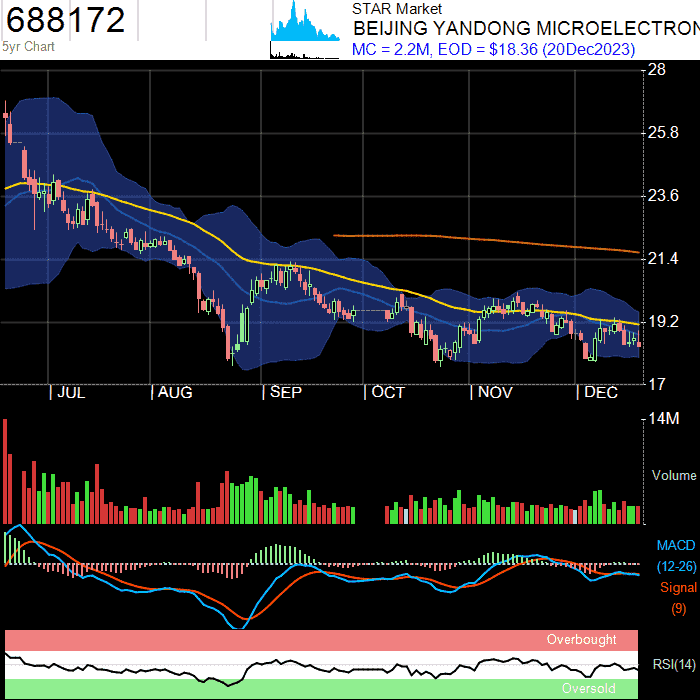 688172
5yr Chart
STAR Market
BEIJING YANDONG MICROELECTRON
MC = 2.2M, EOD = $18.36 (20Dec2023)
28
25.8
23.6
21.4
19.2
17
| JUL | AUG | SEP | OCT | NOV | DEC
14M
Volume
MACD
(12-26)
Signal
(9)
Overbought
RSI(14)
Oversold